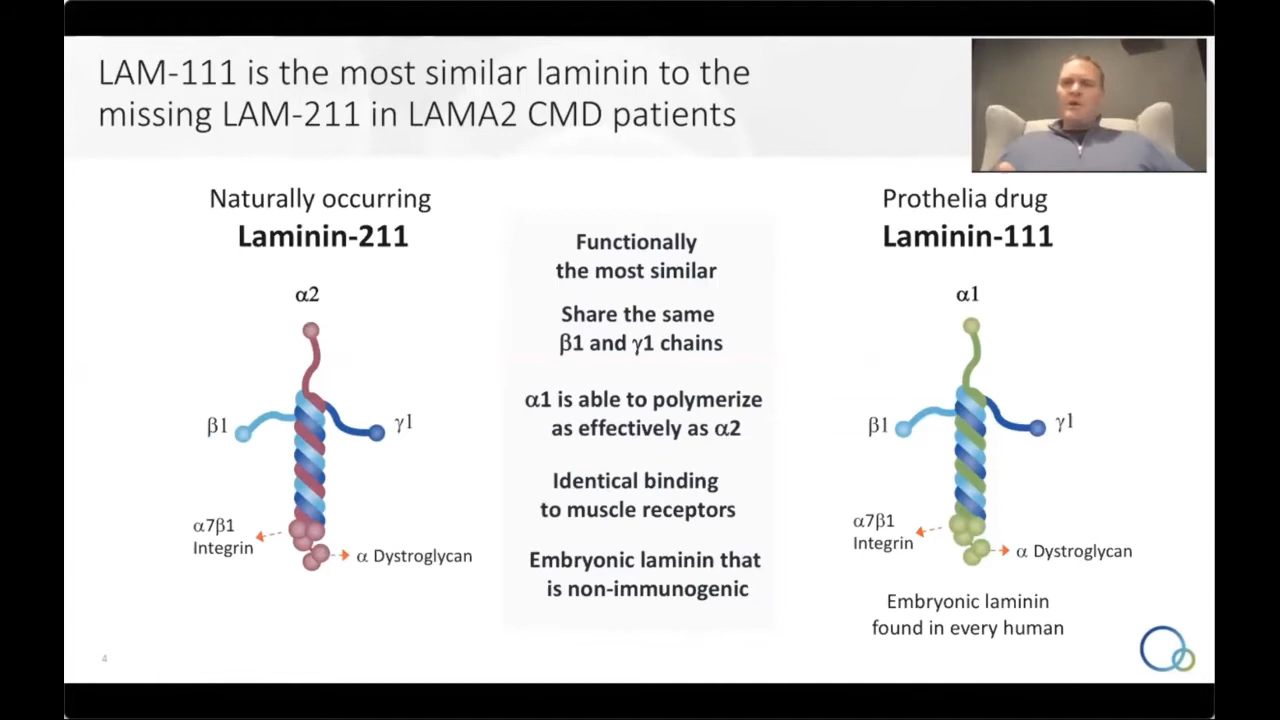 LAM-111 is the most similar laminin to the
missing LAM-211 in LAMA2 CMD patients
Naturally occurring
Laminin-211
α2
β1
γ1
α7β1
Integrin
α Dystroglycan
Functionally
the most similar
Share the same
β1 and γ1 chains
α1 is able to polymerize
as effectively as α2
Identical binding
to muscle receptors
Embryonic laminin that
is non-immunogenic
Prothelia drug
Laminin-111
α1
β1
γ1
α7β1
Integrin
α Dystroglycan
Embryonic laminin
found in every human
4